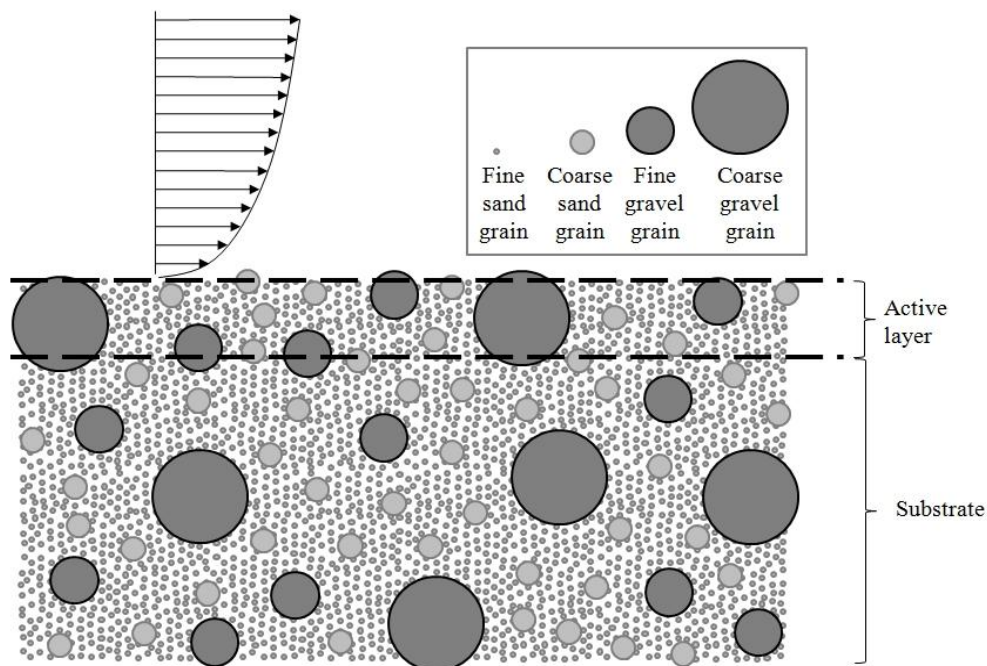 Fine
sand
grain
Coarse
sand
grain
Fine
gravel
grain
Coarse
gravel
grain
Active
layer
Substrate